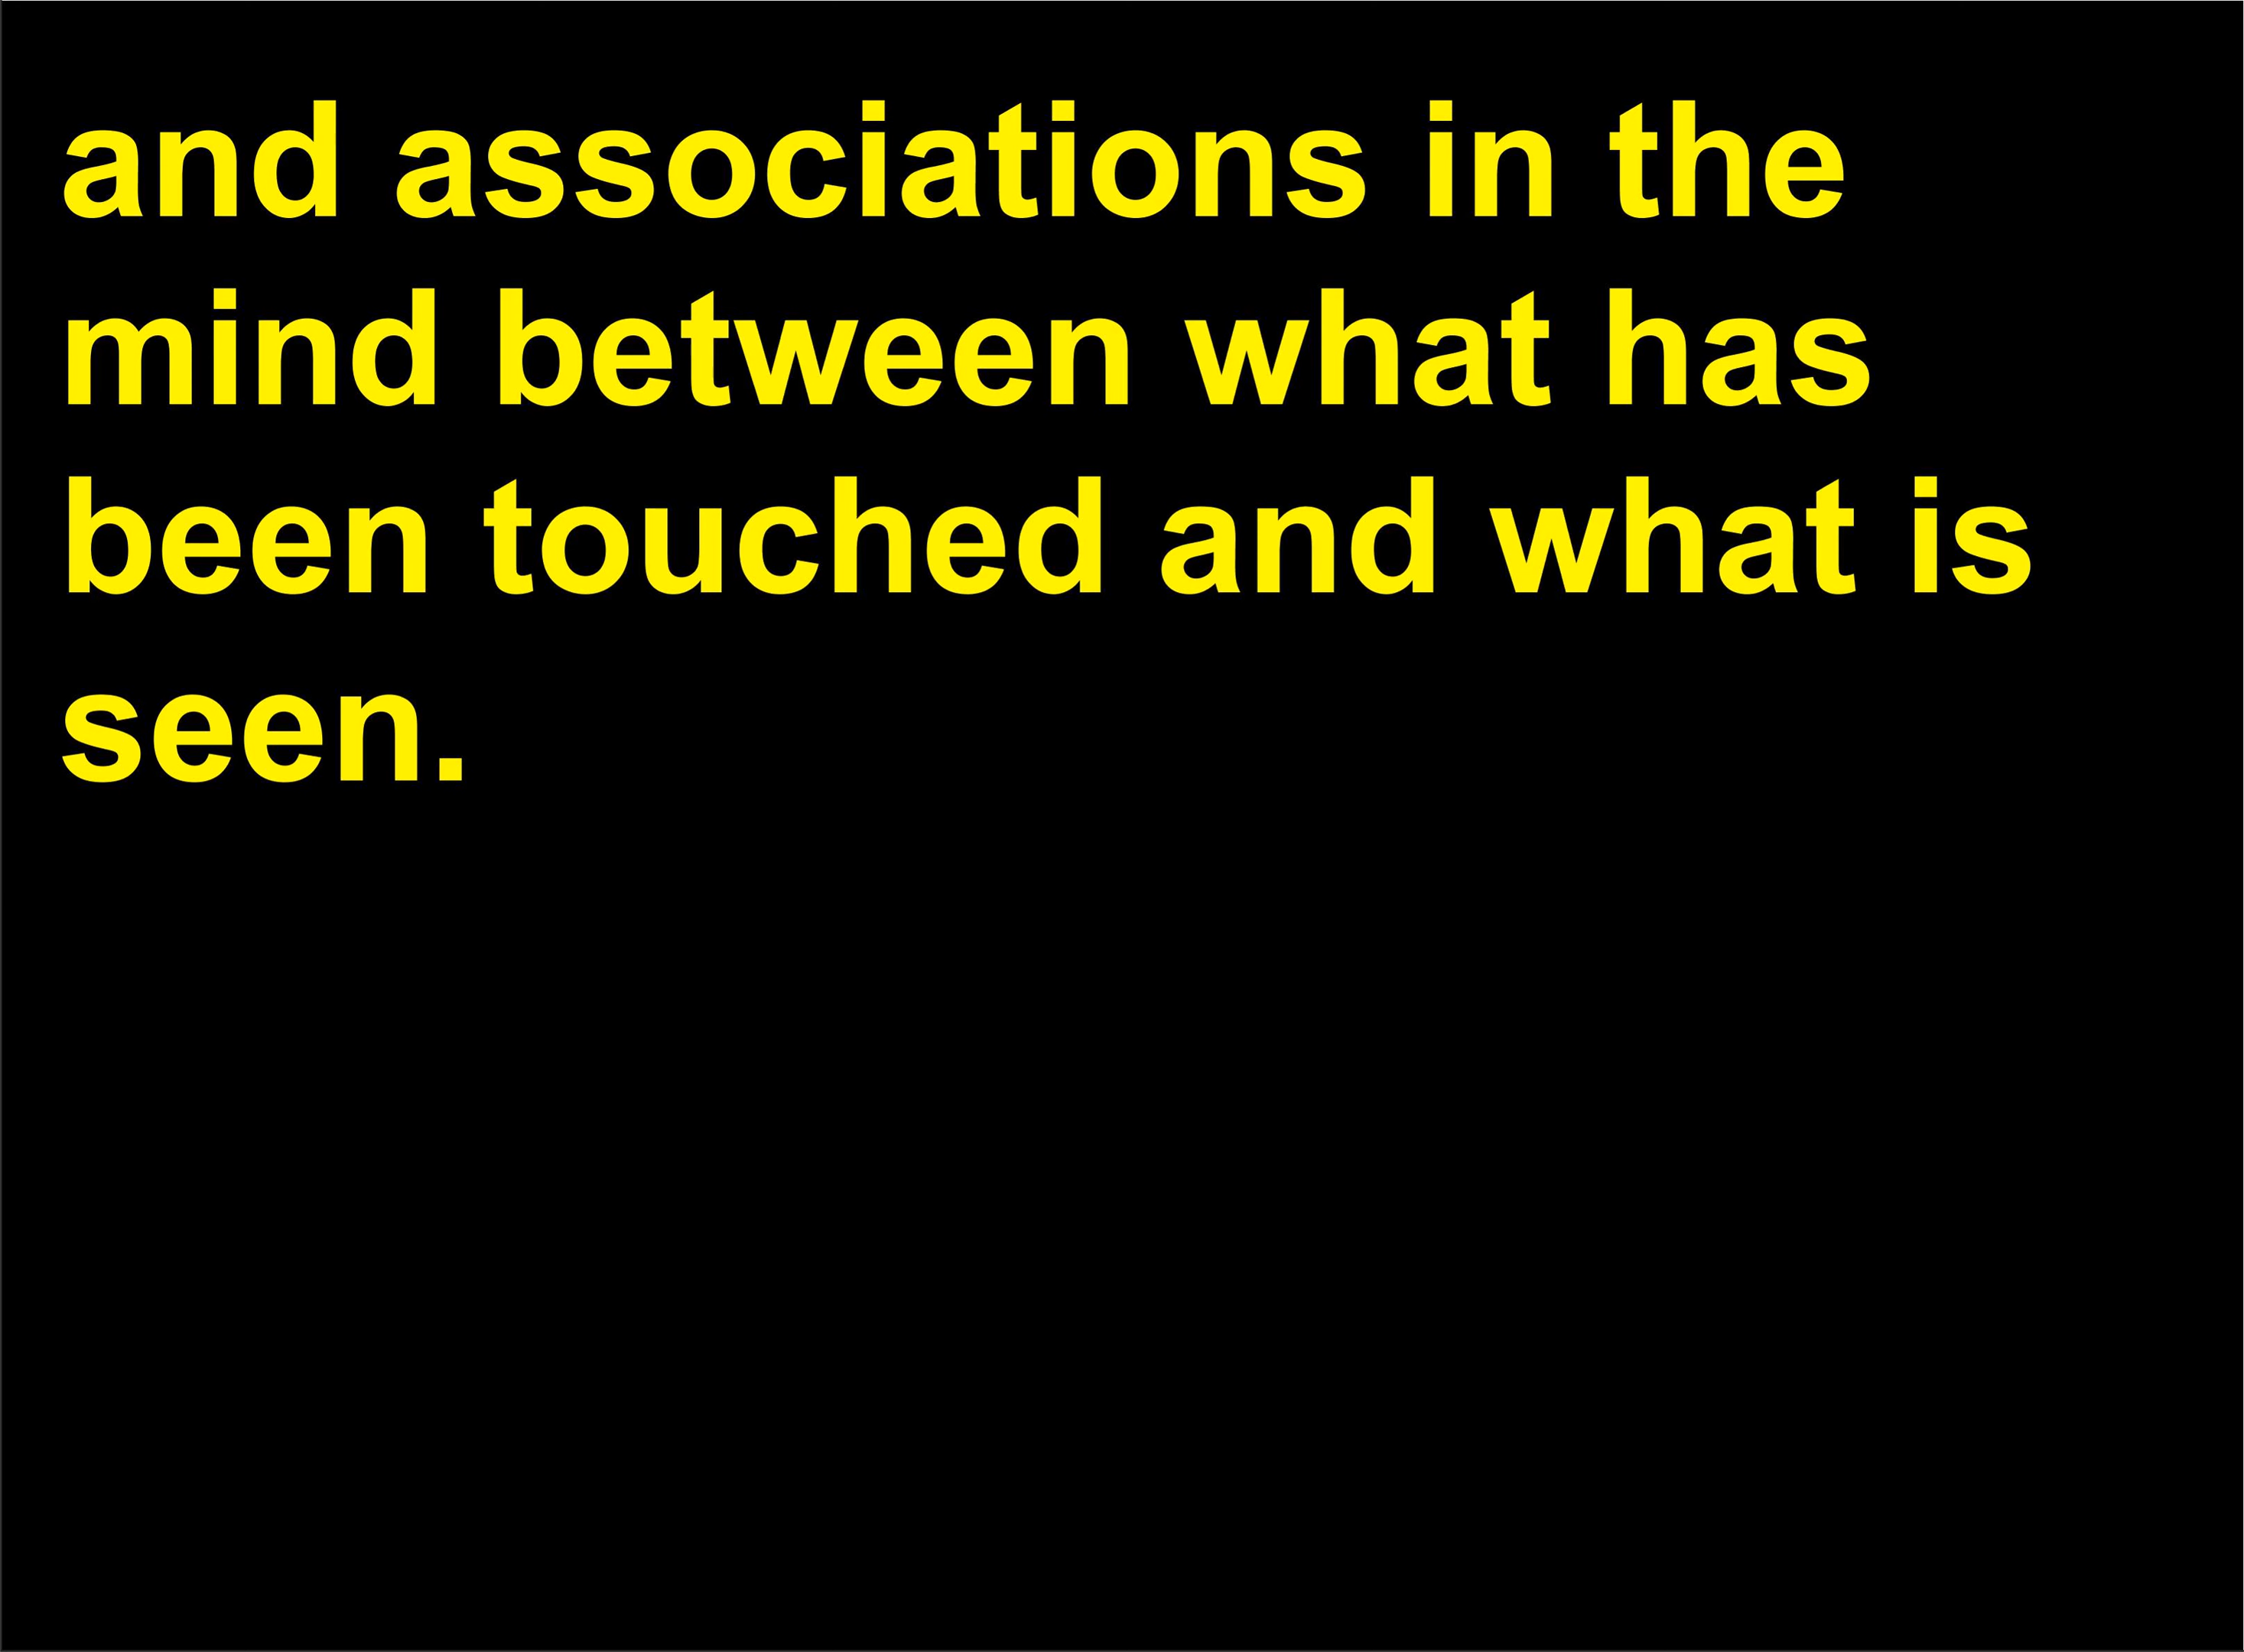 and associations in the
mind between what has
been touched and what is
seen.